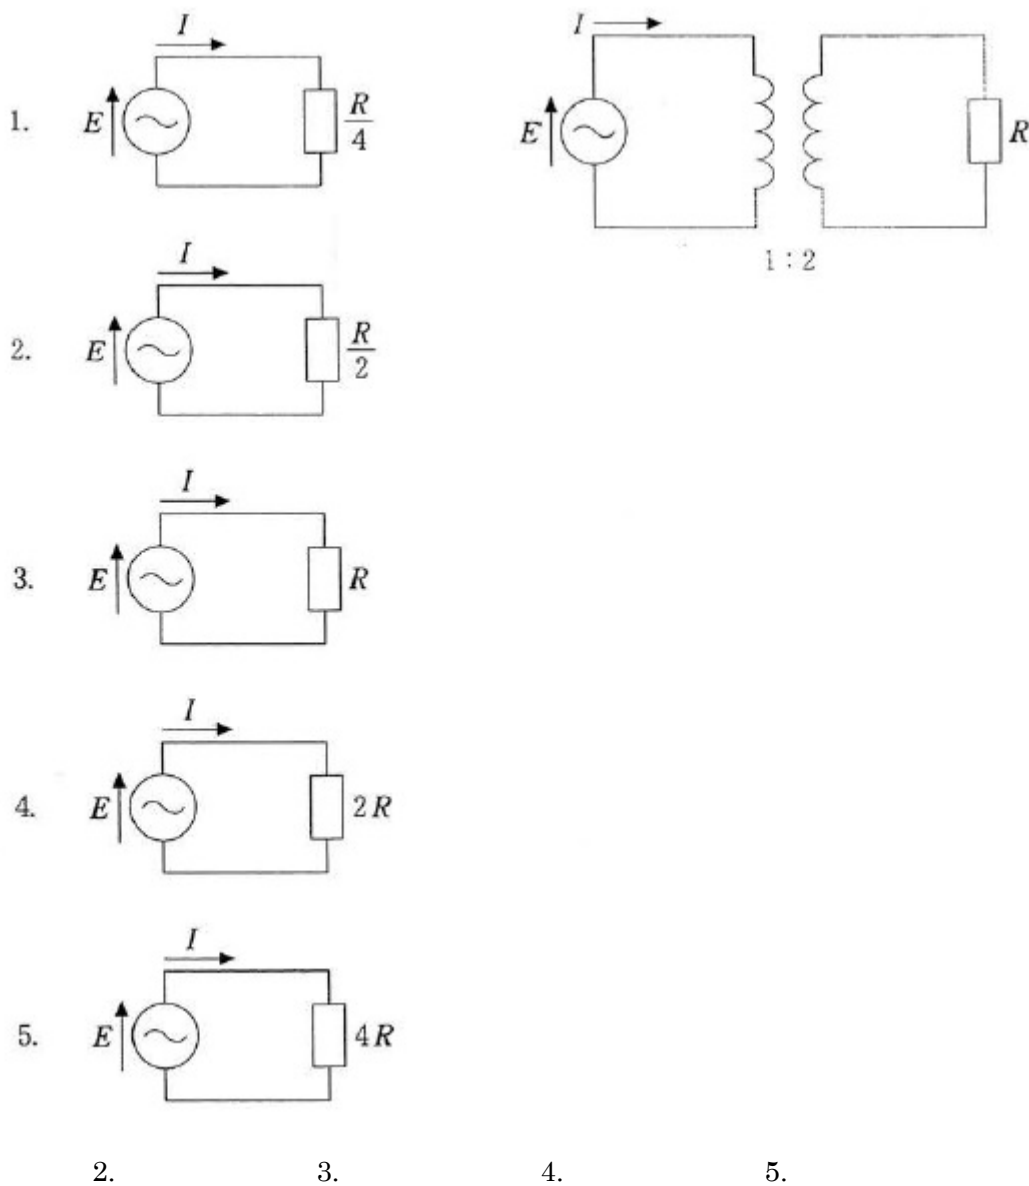 I
1. E R/4
I
2. E R/2
I
3. E R
I
4. E 2R
I
5. E 4R
I
E R
1 : 2
2. 3. 4. 5.